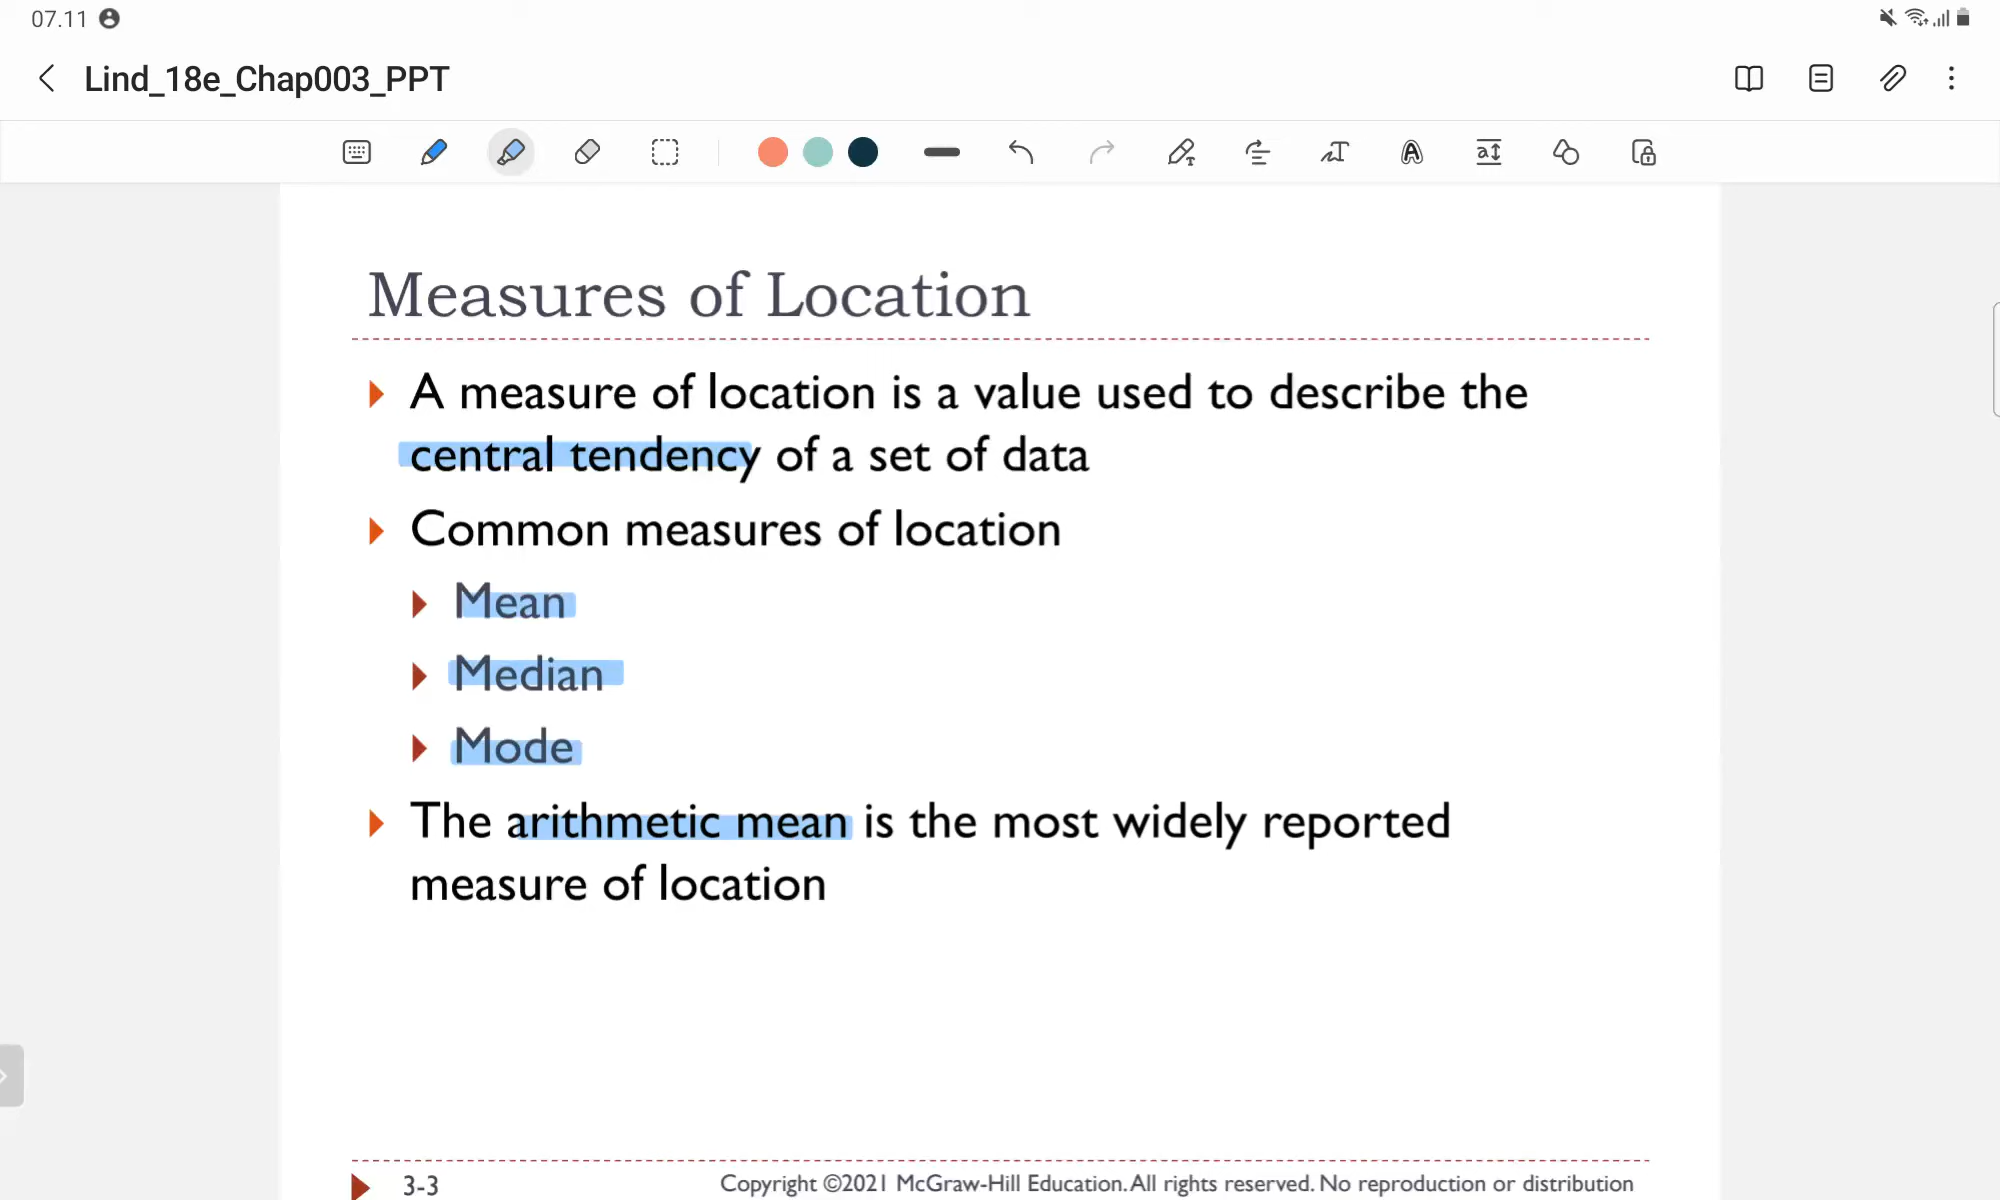 07.11
Lind_18e_Chap003_PPT
Measures of Location
A measure of location is a value used to describe the
central tendency of a set of data
Common measures of location
Mean
Median
Mode
The arithmetic mean is the most widely reported
measure of location
3-3
Copyright ©2021 McGraw-Hill Education. All rights reserved. No reproduction or distribution